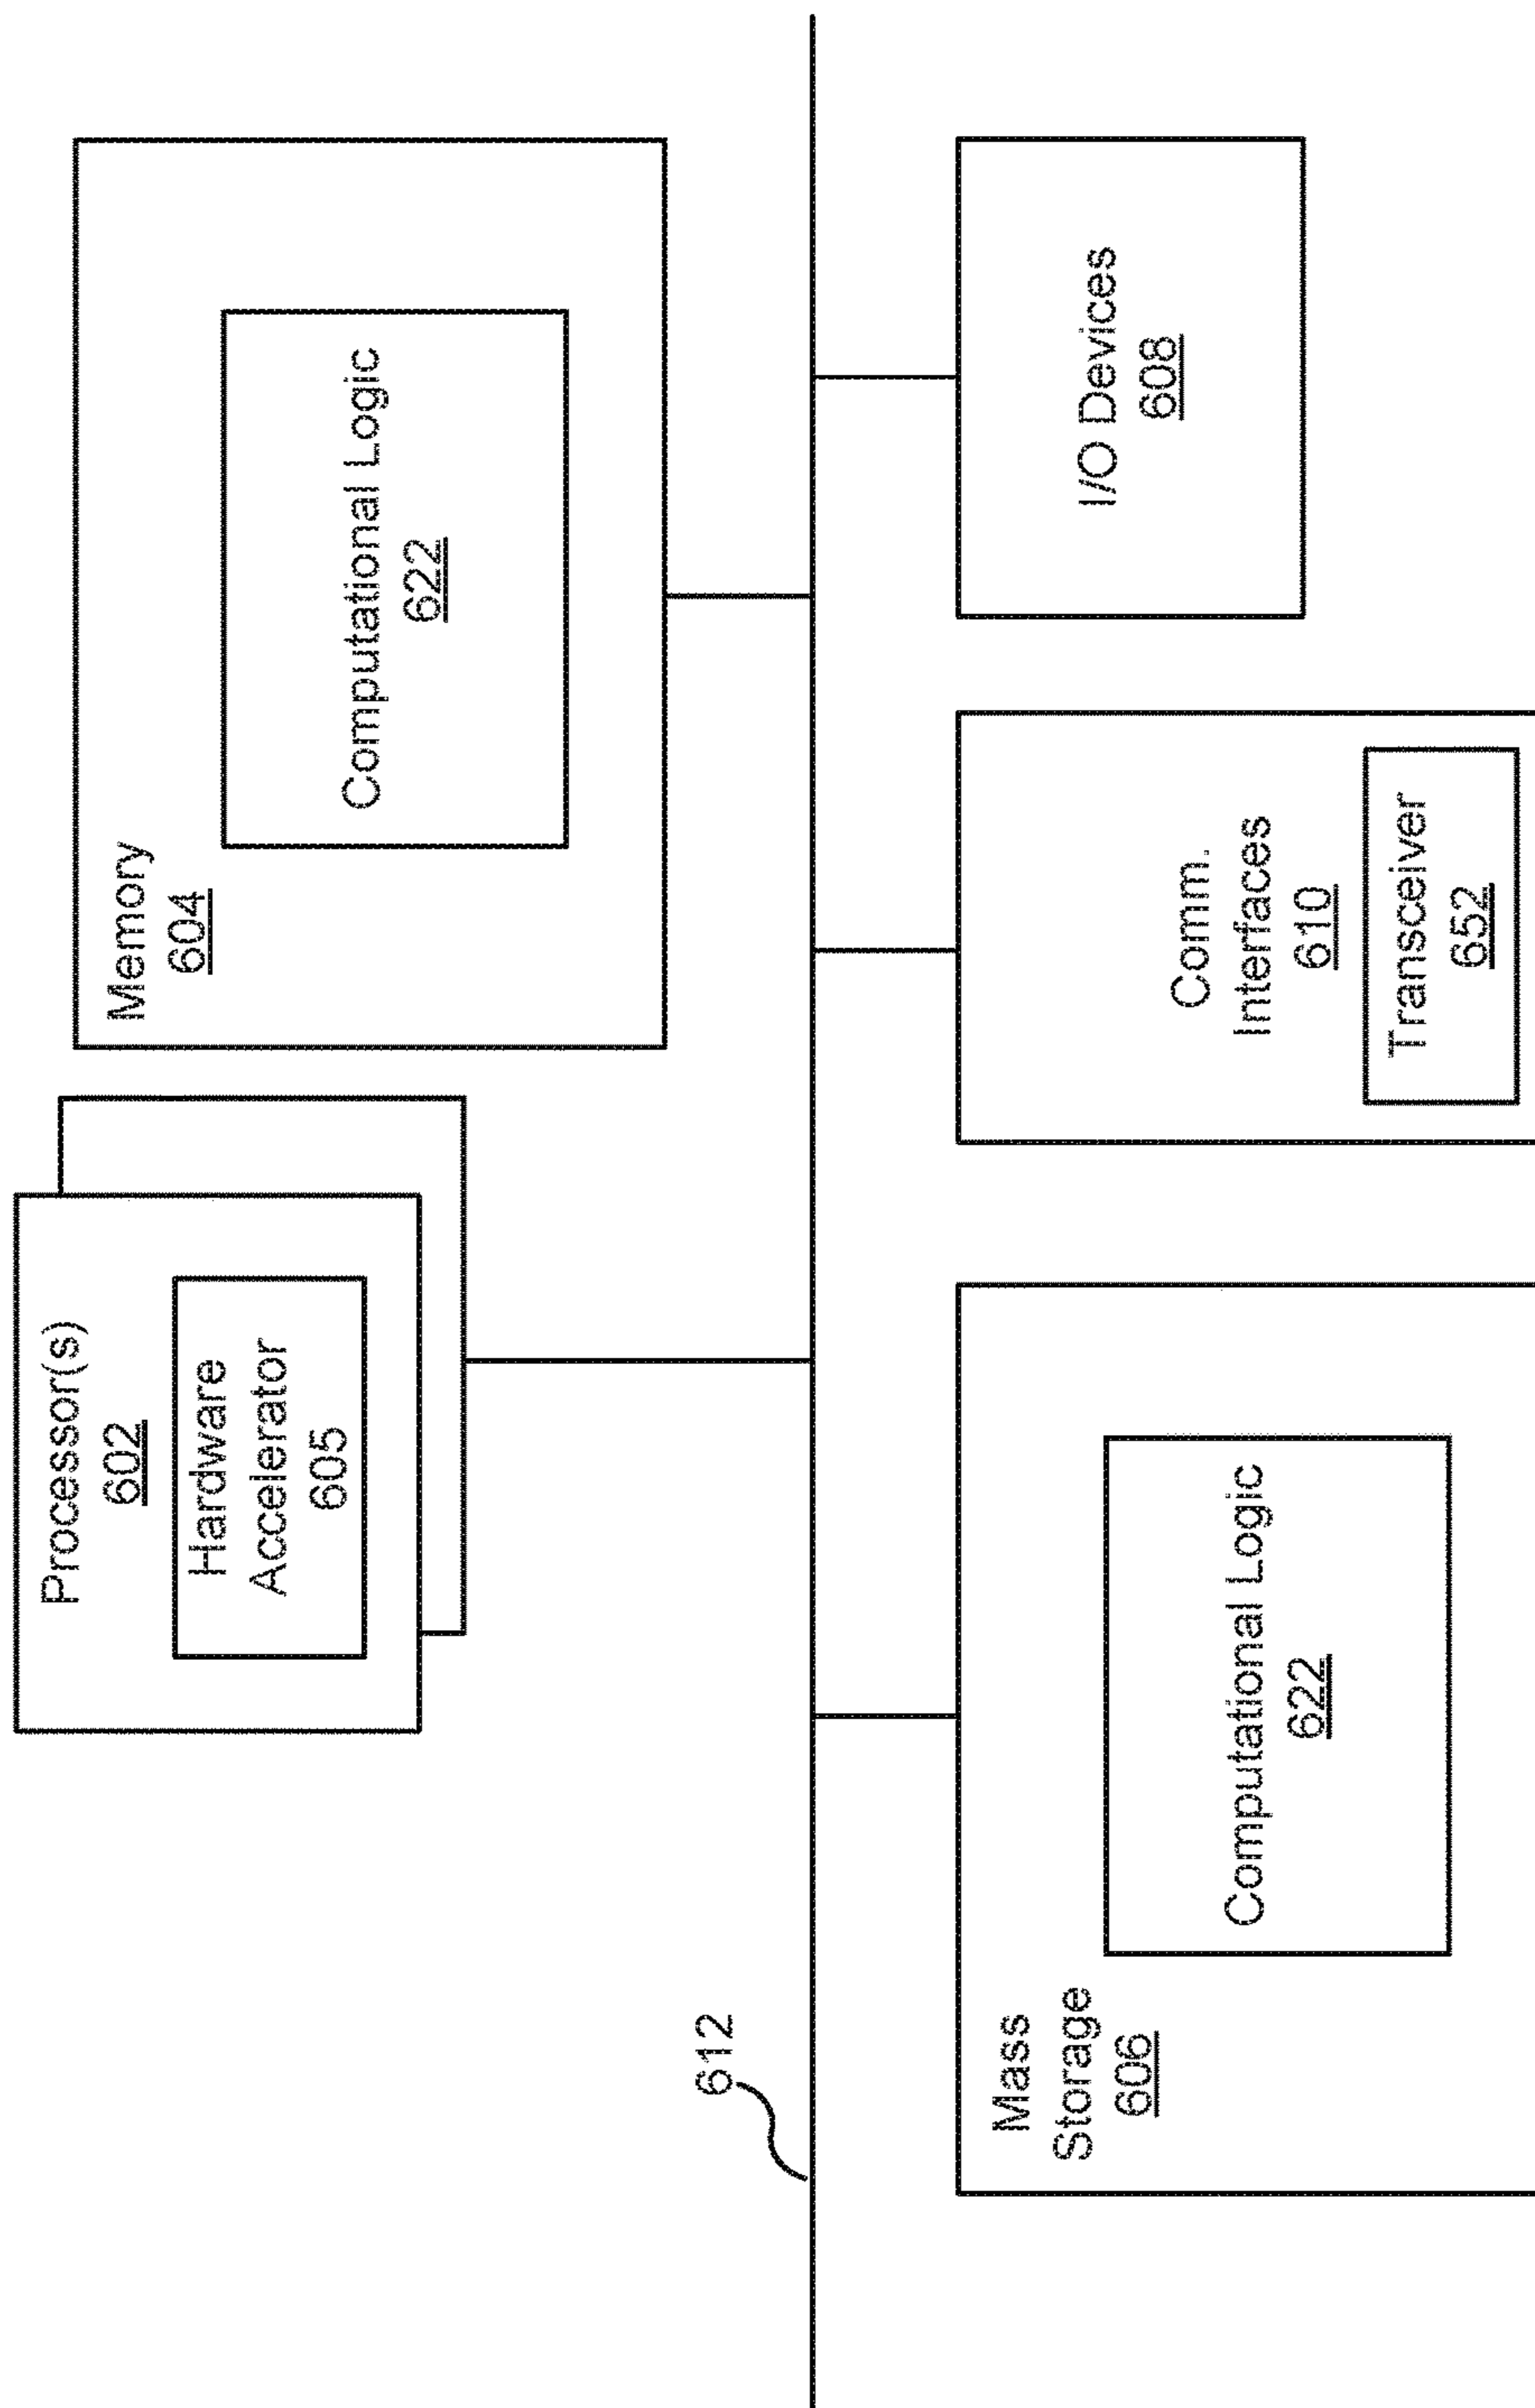 Processor(s)
602
Hardware
Accelerator
605
Memory
604
Computational Logic
622
612
Mass
Storage
606
Computational Logic
622
Comm.
Interfaces
610
Transceiver
652
I/O Devices
608